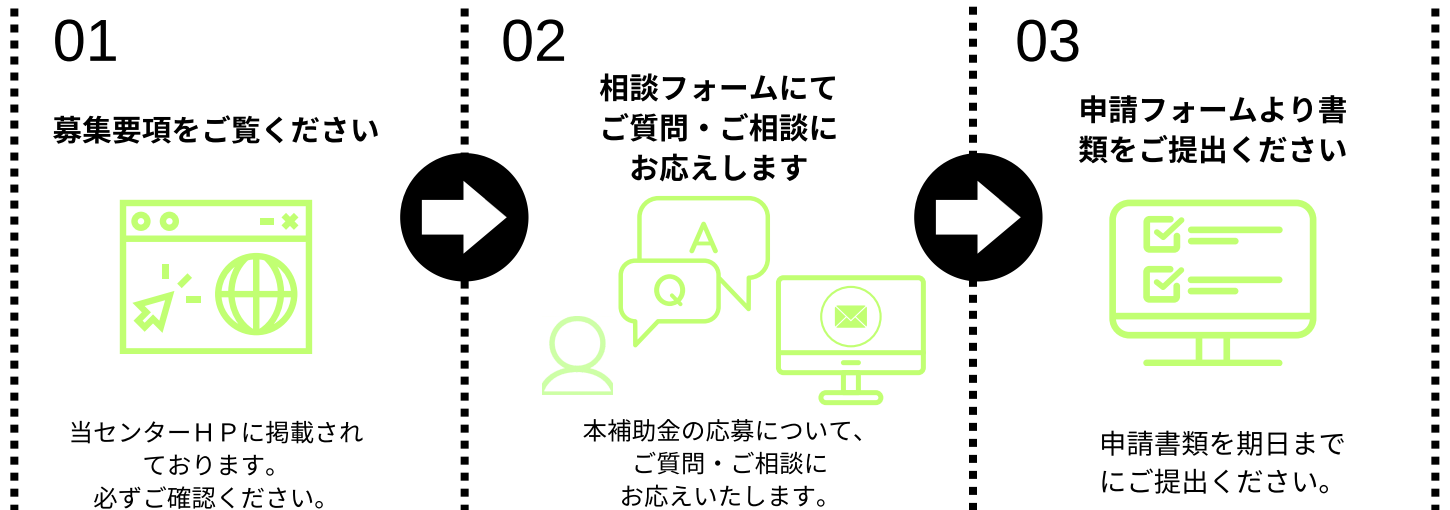 01
募集要項をご覧ください
当センターＨＰに掲載され
ております。
必ずご確認ください。
02
相談フォームにて
ご質問・ご相談に
お応えします
A
Q
本補助金の応募について、
ご質問・ご相談に
お応えいたします。
03
申請フォームより書
類をご提出ください
申請書類を期日まで
にご提出ください。